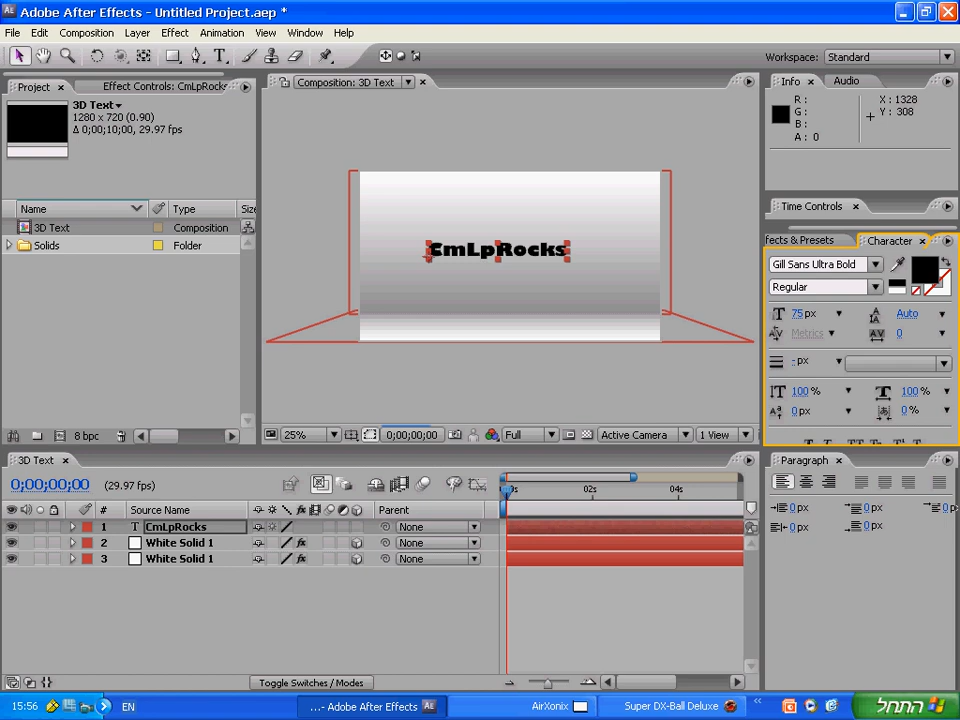 Adobe After Effects - Untitled Project.aep *
File Edit Composition Layer Effect Animation View Window Help
Workspace: Standard
Project
Effect Controls: CmLpRocks
Composition: 3D Text
Info
Audio
3D Text
1280 x 720 (0.90)
Δ 0;00;10;00, 29.97 fps
R :
G :
B :
A : 0
X : 1328
Y : 308
Name Type Size
3D Text Composition
Solids Folder
CmLpRocks
Time Controls
fects & Presets
Character
Gill Sans Ultra Bold
Regular
75 px
Auto
Metrics
0
- px
100 %
100 %
0 px
0 %
8 bpc
25%
0;00;00;00
Full
Active Camera
1 View
3D Text
0;00;00;00
(29.97 fps)
02s
04s
# Source Name Parent
1 T CmLpRocks None
2 White Solid 1 None
3 White Solid 1 None
Toggle Switches / Modes
Paragraph
0 px
0 px
0 p
0 px
0 px
15:56
EN
...- Adobe After Effects
AirXonix
Super DX-Ball Deluxe
התחל